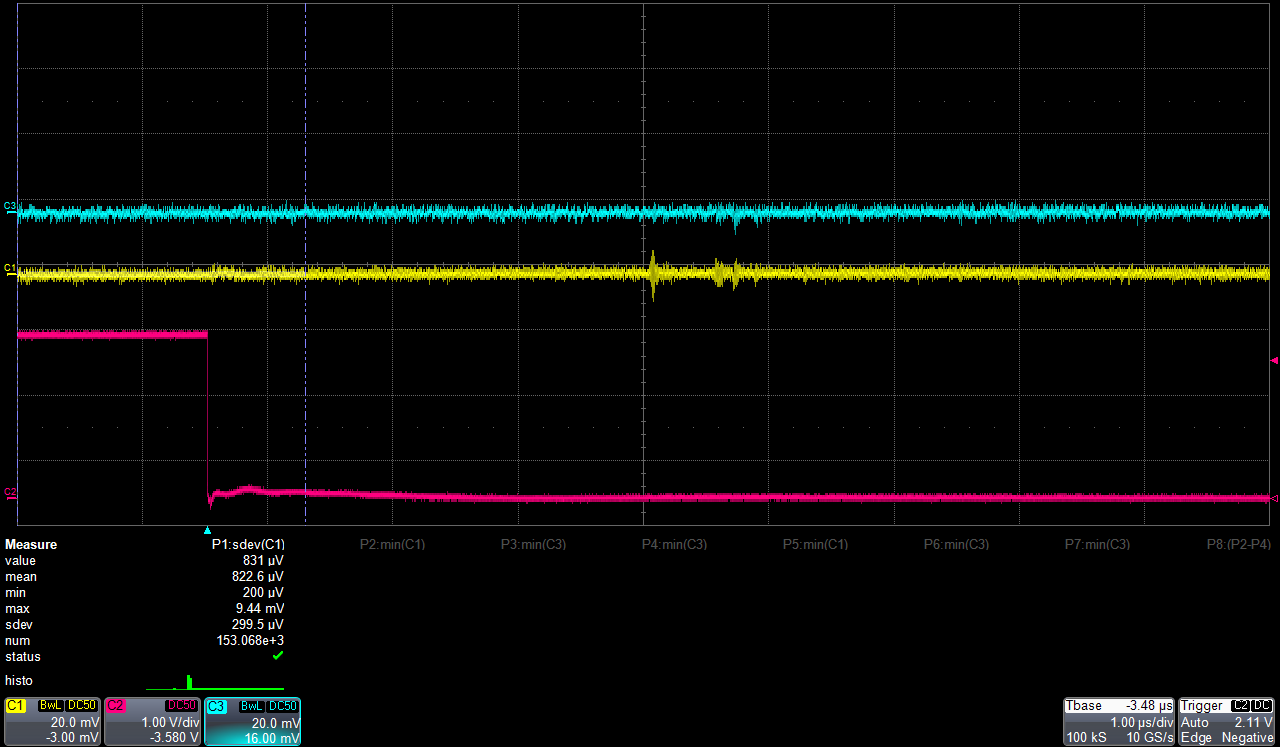 C3
C1
C2
Measure P1:sdev(C1) P2:min(C1) P3:min(C3) P4:min(C3) P5:min(C1) P6:min(C3) P7:min(C3) P8:(P2-P4)
value 831 µV
mean 822.6 µV
min 200 µV
max 9.44 mV
sdev 299.5 µV
num 153.068e+3
status
histo
C1 BwL DC50 C2 DC50 C3 BwL DC50 Tbase -3.48 µs Trigger C2 DC
20.0 mV 1.00 V/div 20.0 mV 1.00 µs/div Auto 2.11 V
-3.00 mV -3.580 V 16.00 mV 100 kS 10 GS/s Edge Negative